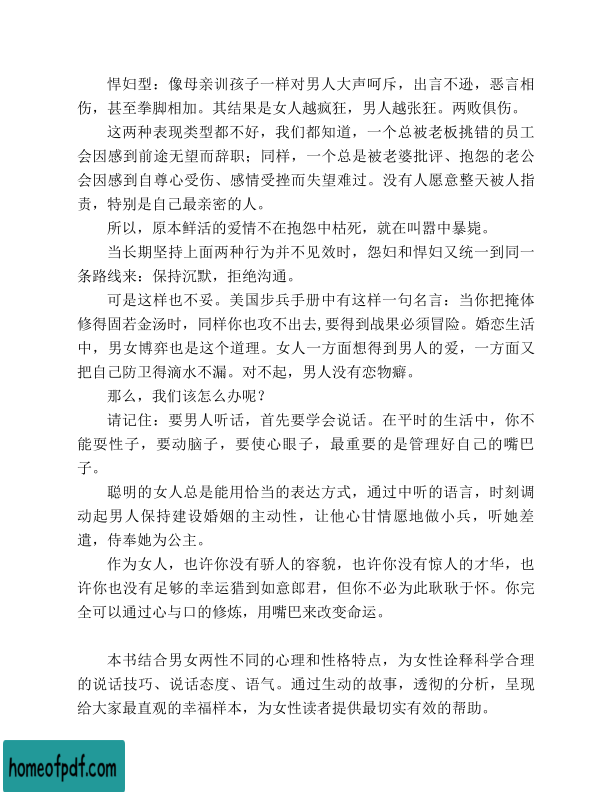 悍妇型：像母亲训孩子一样对男人大声呵斥，出言不逊，恶言相
伤，甚至拳脚相加。其结果是女人越疯狂，男人越张狂。两败俱伤。
这两种表现类型都不好，我们都知道，一个总被老板挑错的员工
会因感到前途无望而辞职；同样，一个总是被老婆批评、抱怨的老公
会因感到自尊心受伤、感情受挫而失望难过。没有人愿意整天被人指
责，特别是自己最亲密的人。
所以，原本鲜活的爱情不在抱怨中枯死，就在叫嚣中暴毙。
当长期坚持上面两种行为并不见效时，怨妇和悍妇又统一到同一
条路线来：保持沉默，拒绝沟通。
可是这样也不妥。美国步兵手册中有这样一句名言：当你把掩体
修得固若金汤时，同样你也攻不出去,要得到战果必须冒险。婚恋生活
中，男女博弈也是这个道理。女人一方面想得到男人的爱，一方面又
把自己防卫得滴水不漏。对不起，男人没有恋物癖。
那么，我们该怎么办呢？
请记住：要男人听话，首先要学会说话。在平时的生活中，你不
能耍性子，要动脑子，要使心眼子，最重要的是管理好自己的嘴巴
子。
聪明的女人总是能用恰当的表达方式，通过中听的语言，时刻调
动起男人保持建设婚姻的主动性，让他心甘情愿地做小兵，听她差
遣，侍奉她为公主。
作为女人，也许你没有骄人的容貌，也许你没有惊人的才华，也
许你也没有足够的幸运猎到如意郎君，但你不必为此耿耿于怀。你完
全可以通过心与口的修炼，用嘴巴来改变命运。
本书结合男女两性不同的心理和性格特点，为女性诠释科学合理
的说话技巧、说话态度、语气。通过生动的故事，透彻的分析，呈现
给大家最直观的幸福样本，为女性读者提供最切实有效的帮助。
homeofpdf.com